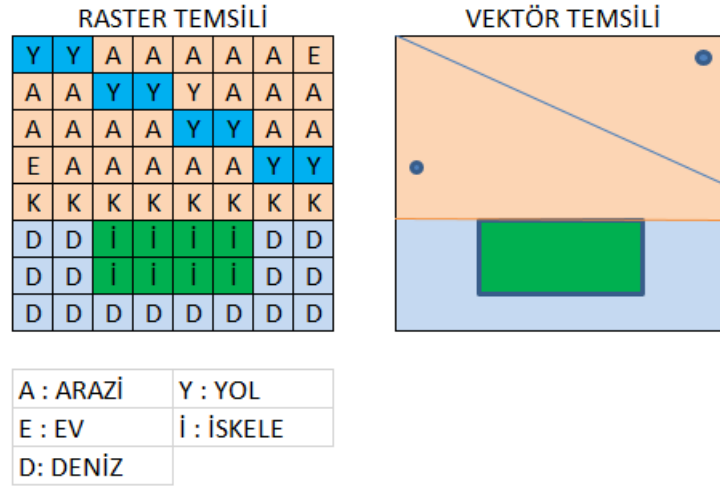 RASTER TEMSİLİ
VEKTÖR TEMSİLİ
Y Y A A A A A E
A A Y Y Y A A A
A A A A Y Y A A
E A A A A A Y Y
K K K K K K K K
D D İ İ İ İ D D
D D İ İ İ İ D D
D D D D D D D D
A : ARAZİ Y : YOL
E : EV İ : İSKELE
D: DENİZ